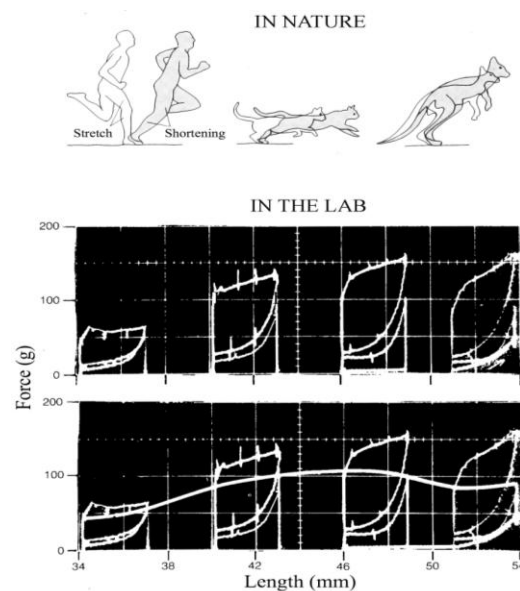 IN NATURE
Stretch Shortening
IN THE LAB
200
100
0
200
100
0
Force (g)
34 38 42 46 50 54
Length (mm)